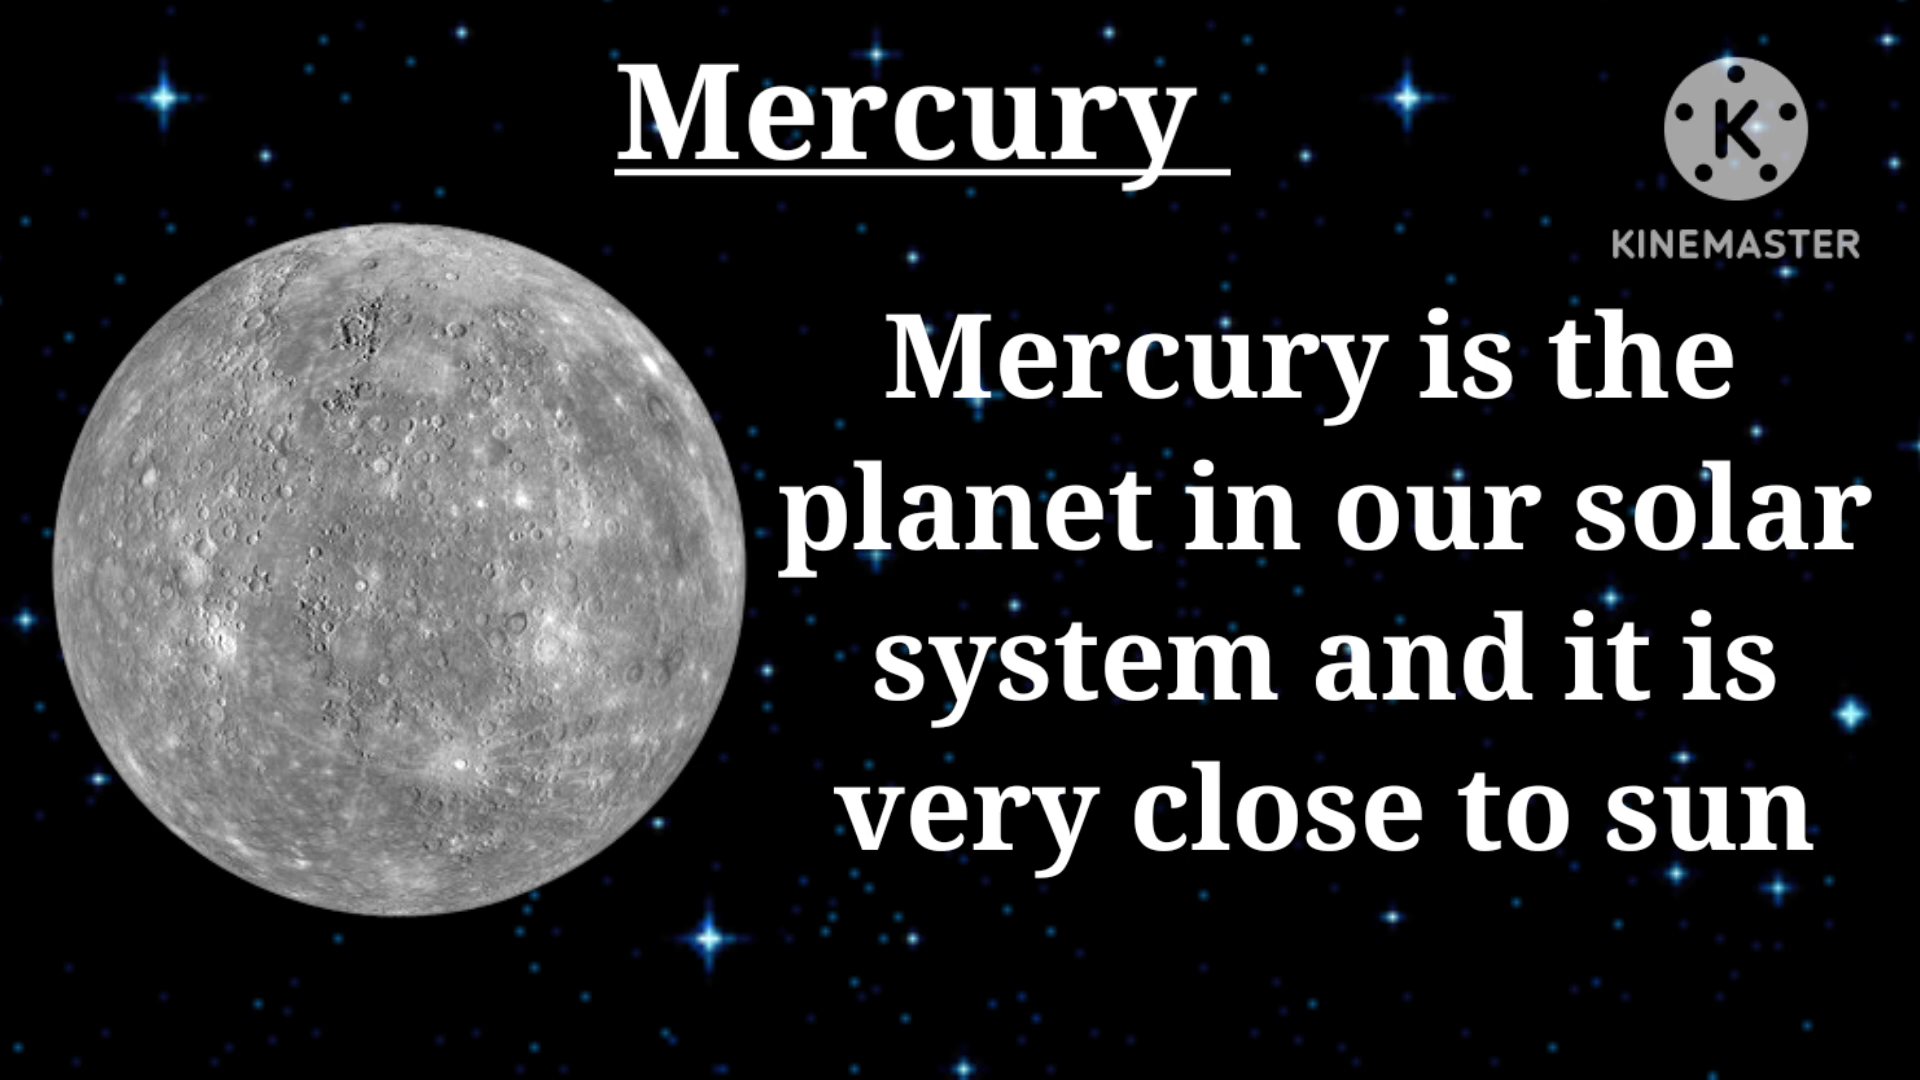 Mercury
K
KINEMASTER
Mercury is the
planet in our solar
system and it is
very close to sun